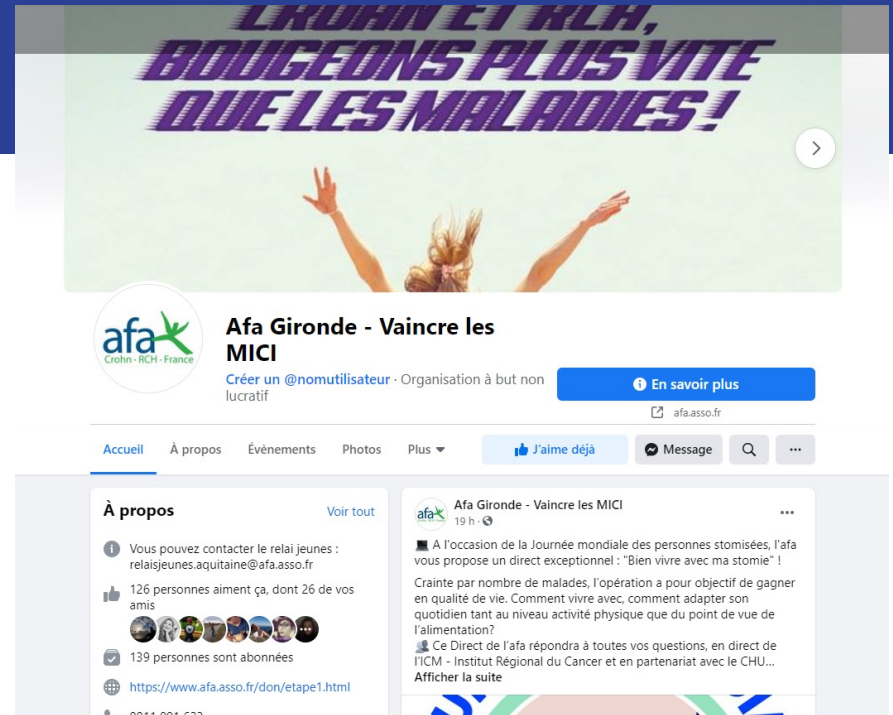 CROHN ET RCH,
BOUGEONS PLUS VITE
QUE LES MALADIES !
afa
Crohn - RCH - France
Afa Gironde - Vaincre les
MICI
Créer un @nomutilisateur · Organisation à but non
lucratif
En savoir plus
afa.asso.fr
Accueil
À propos
Évènements
Photos
Plus
J'aime déjà
Message
À propos
Voir tout
Vous pouvez contacter le relai jeunes :
relaisjeunes.aquitaine@afa.asso.fr
126 personnes aiment ça, dont 26 de vos
amis
139 personnes sont abonnées
https://www.afa.asso.fr/don/etape1.html
afa
Afa Gironde - Vaincre les MICI
19 h ·
A l'occasion de la Journée mondiale des personnes stomisées, l'afa
vous propose un direct exceptionnel : "Bien vivre avec ma stomie" !
Crainte par nombre de malades, l'opération a pour objectif de gagner
en qualité de vie. Comment vivre avec, comment adapter son
quotidien tant au niveau activité physique que du point de vue de
l'alimentation?
Ce Direct de l'afa répondra à toutes vos questions, en direct de
l'ICM - Institut Régional du Cancer et en partenariat avec le CHU...
Afficher la suite